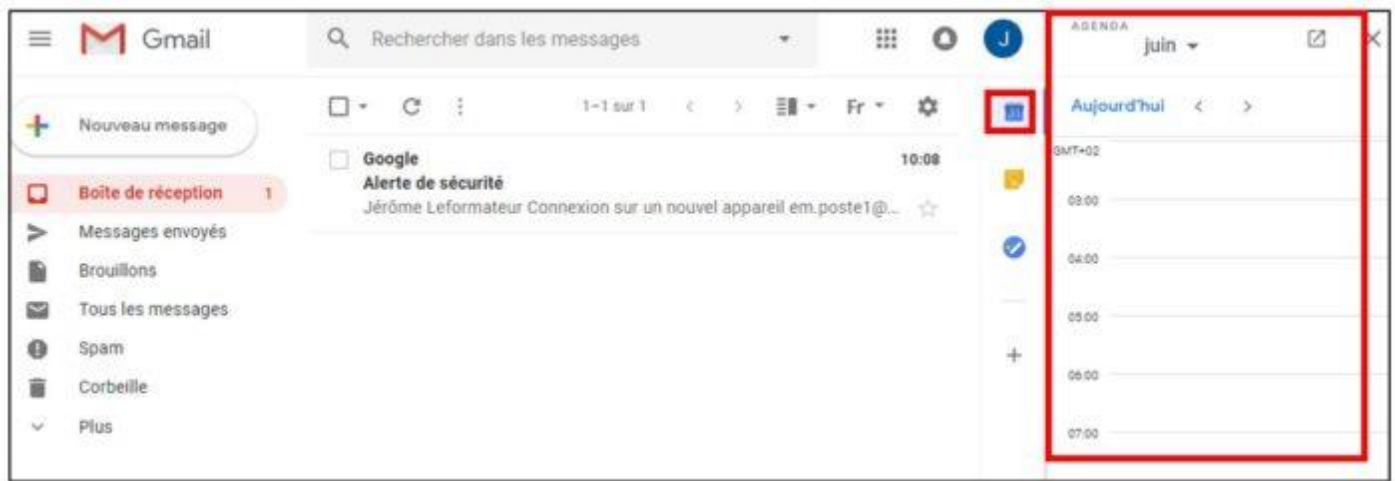 Gmail
Rechercher dans les messages
J
AGENDA
juin
Nouveau message
1–1 sur 1
Fr
31
Aujourd'hui
Boîte de réception 1
Messages envoyés
Brouillons
Tous les messages
Spam
Corbeille
Plus
Google 10:08
Alerte de sécurité
Jérôme Leformateur Connexion sur un nouvel appareil em.poste1@...
GMT+02
03:00
04:00
05:00
06:00
07:00